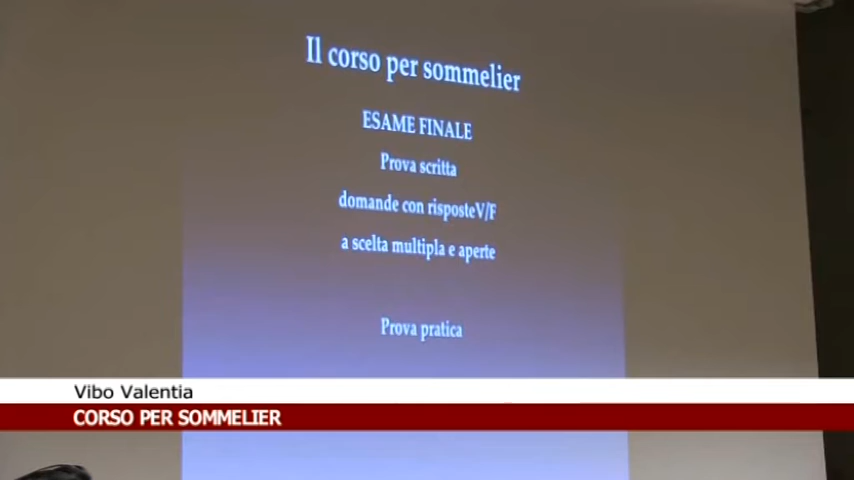 Il corso per sommelier
ESAME FINALE
Prova scritta
domande con risposteV/F
a scelta multipla e aperte
Prova pratica
Vibo Valentia
CORSO PER SOMMELIER